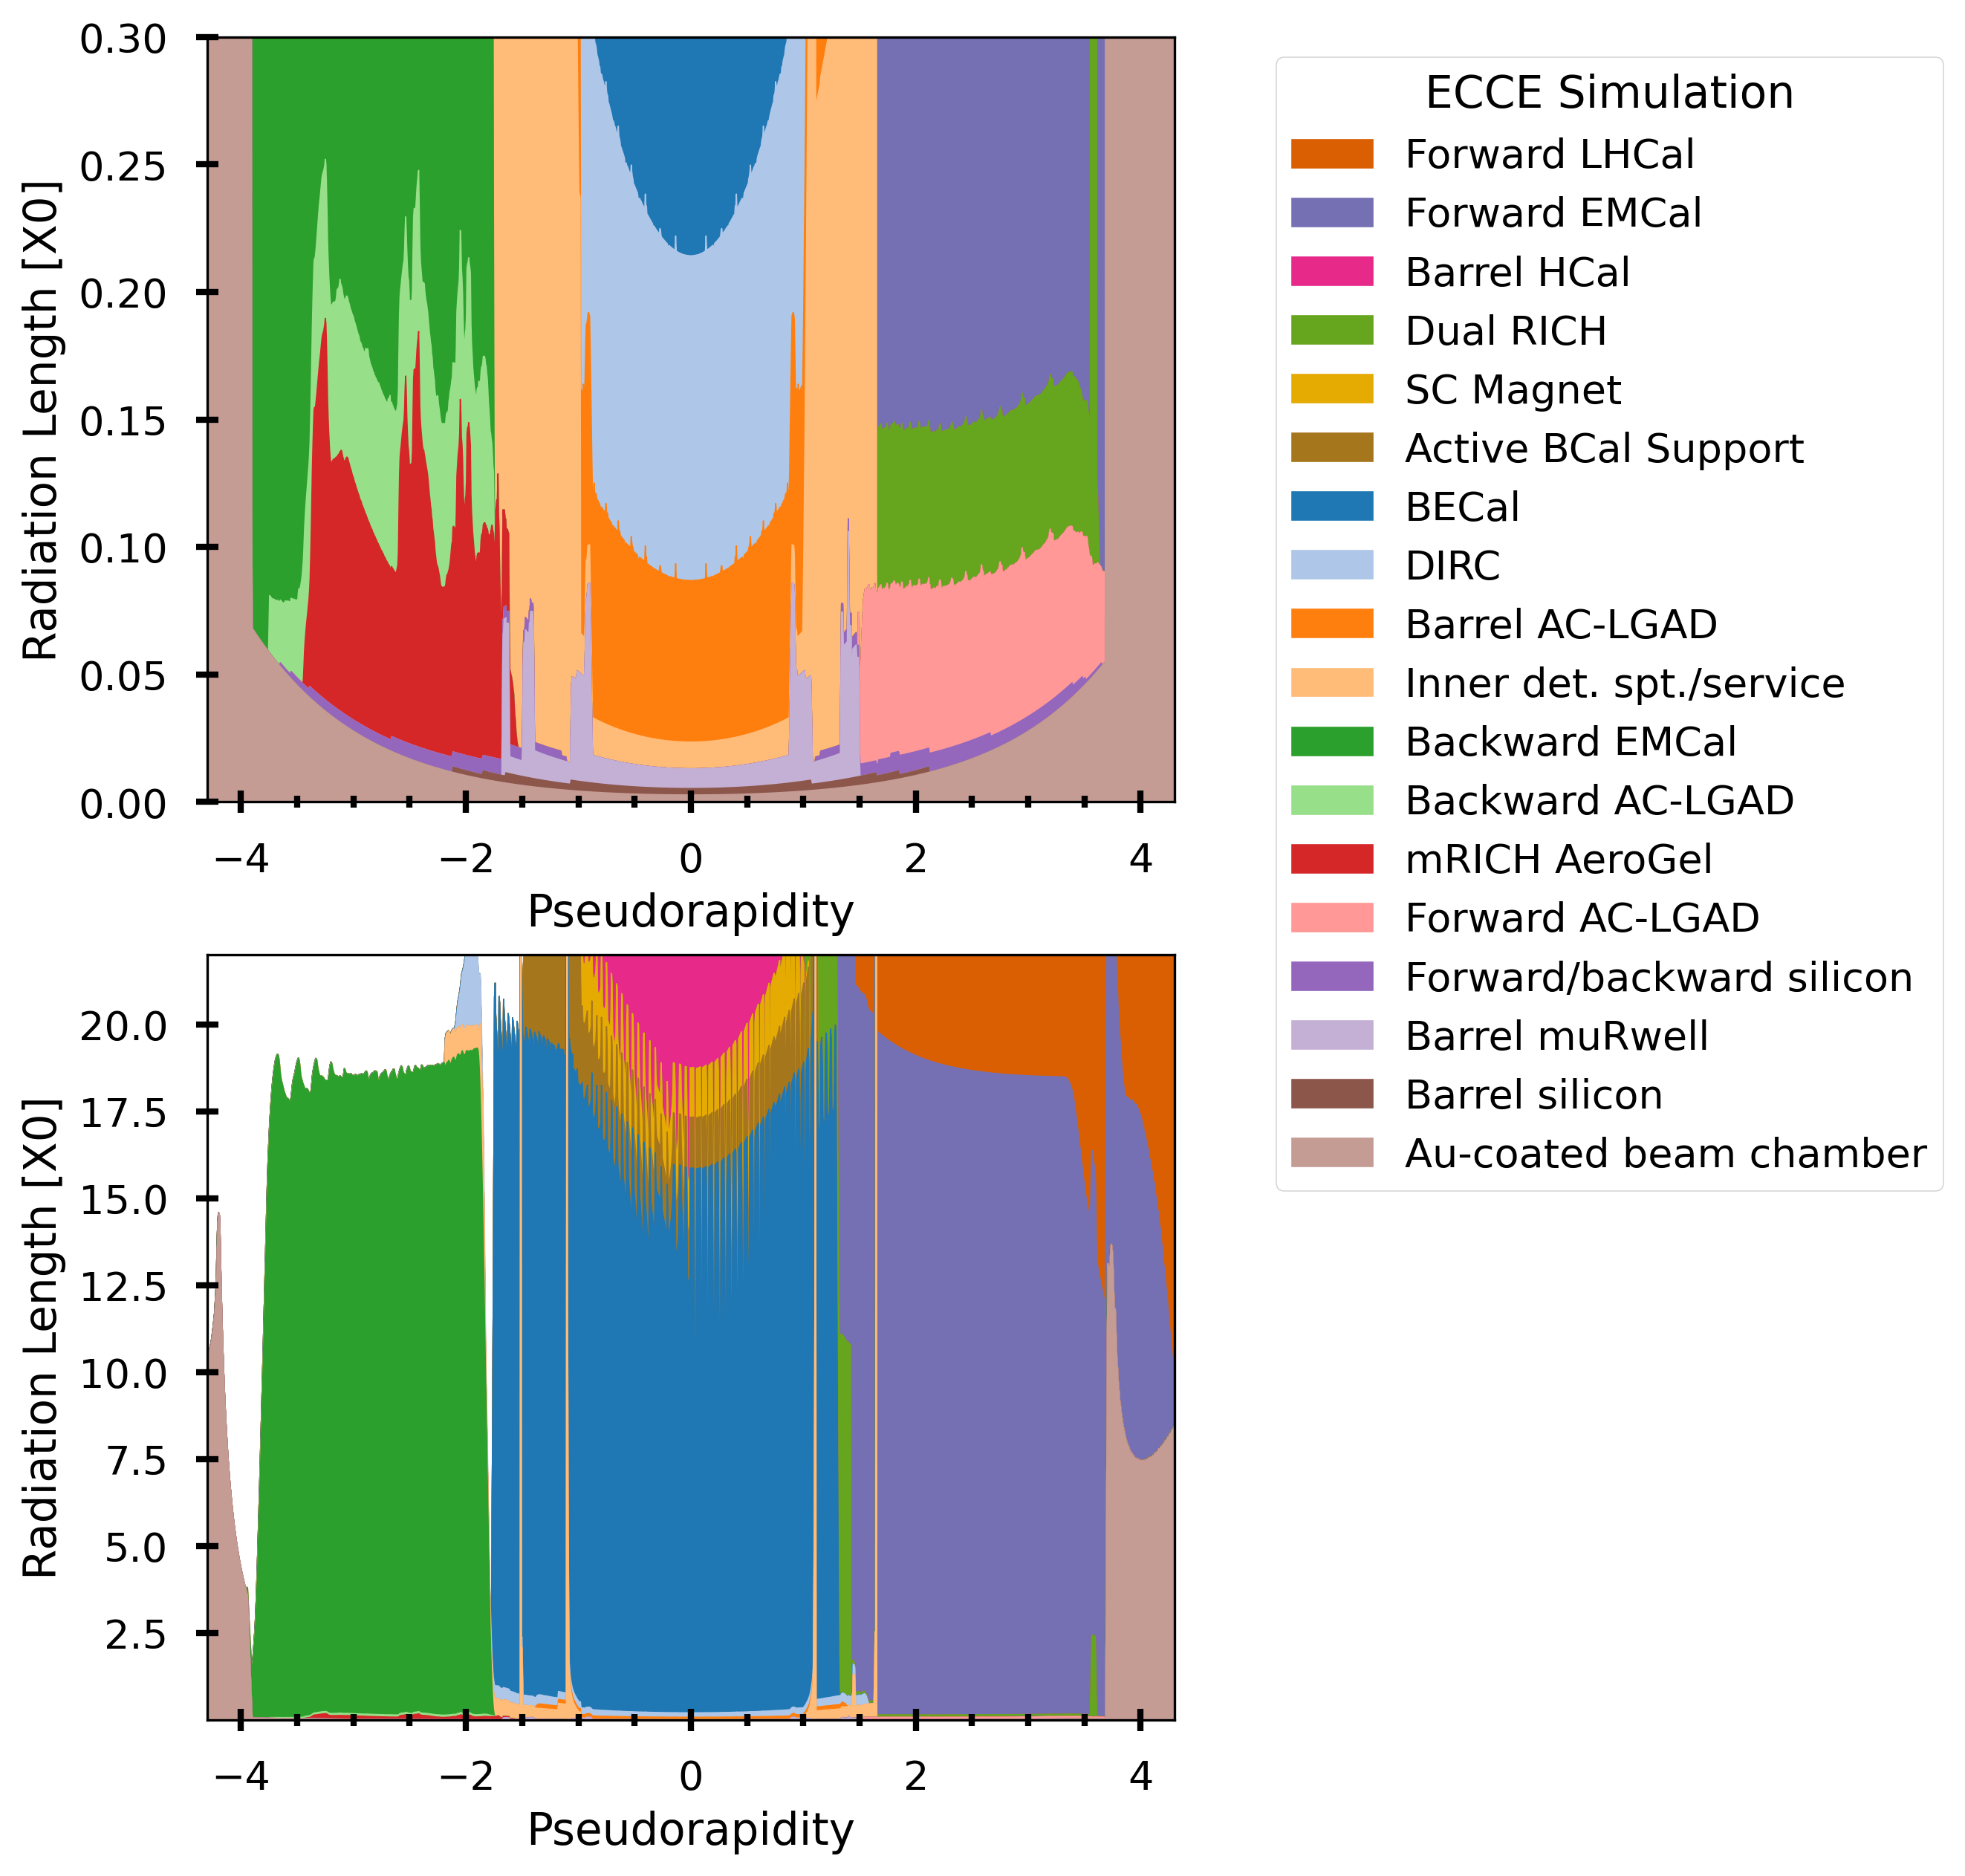 0.30
0.25
0.20
0.15
0.10
0.05
0.00
Radiation Length [X0]
−4 −2 0 2 4
Pseudorapidity
ECCE Simulation
Forward LHCal
Forward EMCal
Barrel HCal
Dual RICH
SC Magnet
Active BCal Support
BECal
DIRC
Barrel AC-LGAD
Inner det. spt./service
Backward EMCal
Backward AC-LGAD
mRICH AeroGel
Forward AC-LGAD
Forward/backward silicon
Barrel muRwell
Barrel silicon
Au-coated beam chamber
20.0
17.5
15.0
12.5
10.0
7.5
5.0
2.5
Radiation Length [X0]
−4 −2 0 2 4
Pseudorapidity